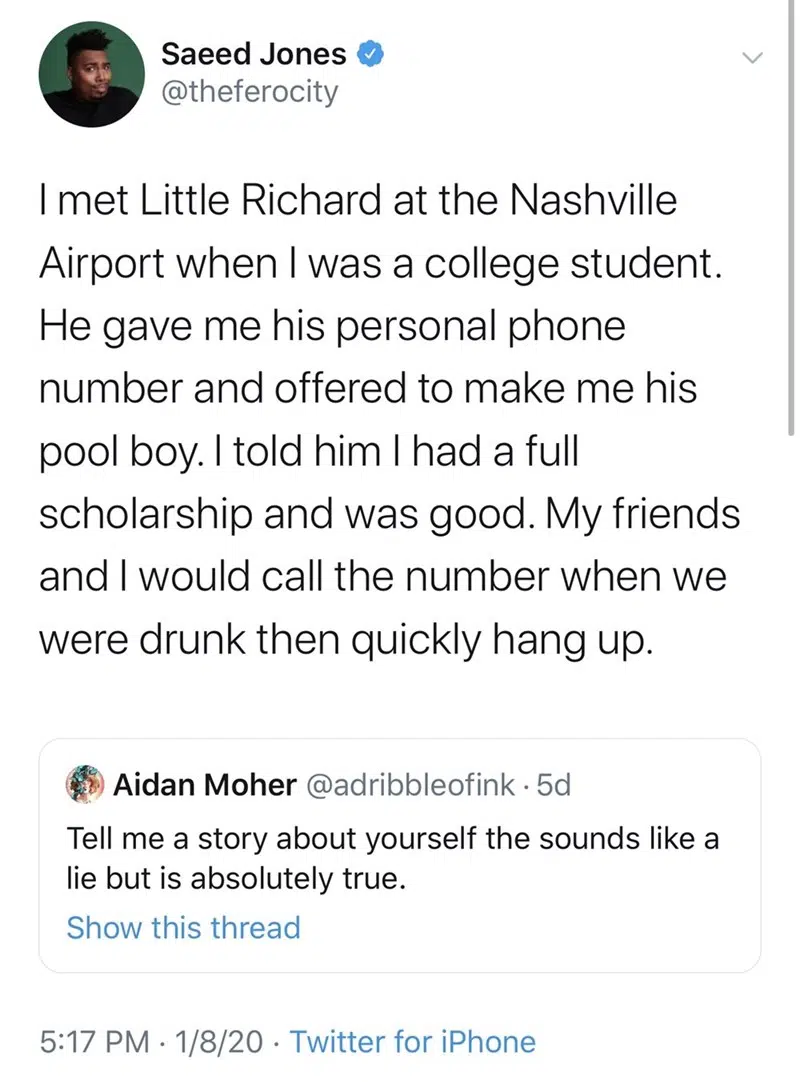 Saeed Jones
@theferocity
I met Little Richard at the Nashville
Airport when I was a college student.
He gave me his personal phone
number and offered to make me his
pool boy. I told him I had a full
scholarship and was good. My friends
and I would call the number when we
were drunk then quickly hang up.
Aidan Moher @adribbleofink · 5d
Tell me a story about yourself the sounds like a
lie but is absolutely true.
Show this thread
5:17 PM · 1/8/20 · Twitter for iPhone